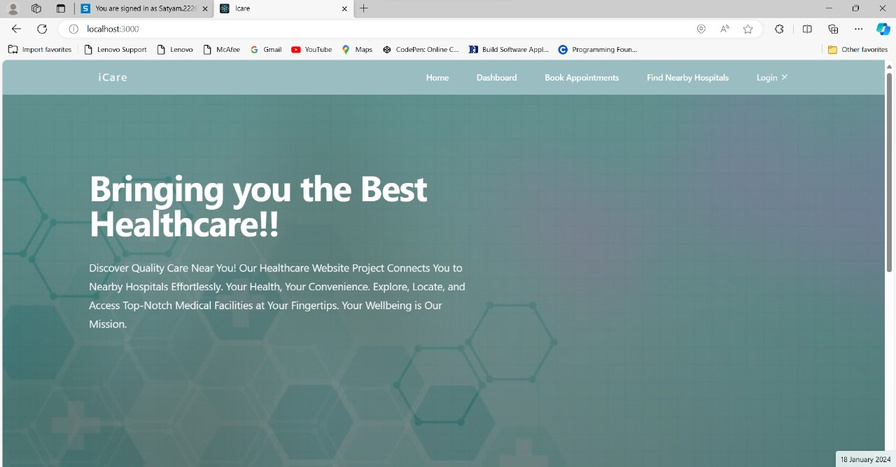 You are signed in as Satyam.222
Icare
localhost:3000
Import favorites
Lenovo Support
Lenovo
McAfee
Gmail
YouTube
Maps
CodePen: Online C...
Build Software Appl...
Programming Foun...
Other favorites
iCare
Home
Dashboard
Book Appointments
Find Nearby Hospitals
Login
Bringing you the Best
Healthcare!!
Discover Quality Care Near You! Our Healthcare Website Project Connects You to
Nearby Hospitals Effortlessly. Your Health, Your Convenience. Explore, Locate, and
Access Top-Notch Medical Facilities at Your Fingertips. Your Wellbeing is Our
Mission.
18 January 2024